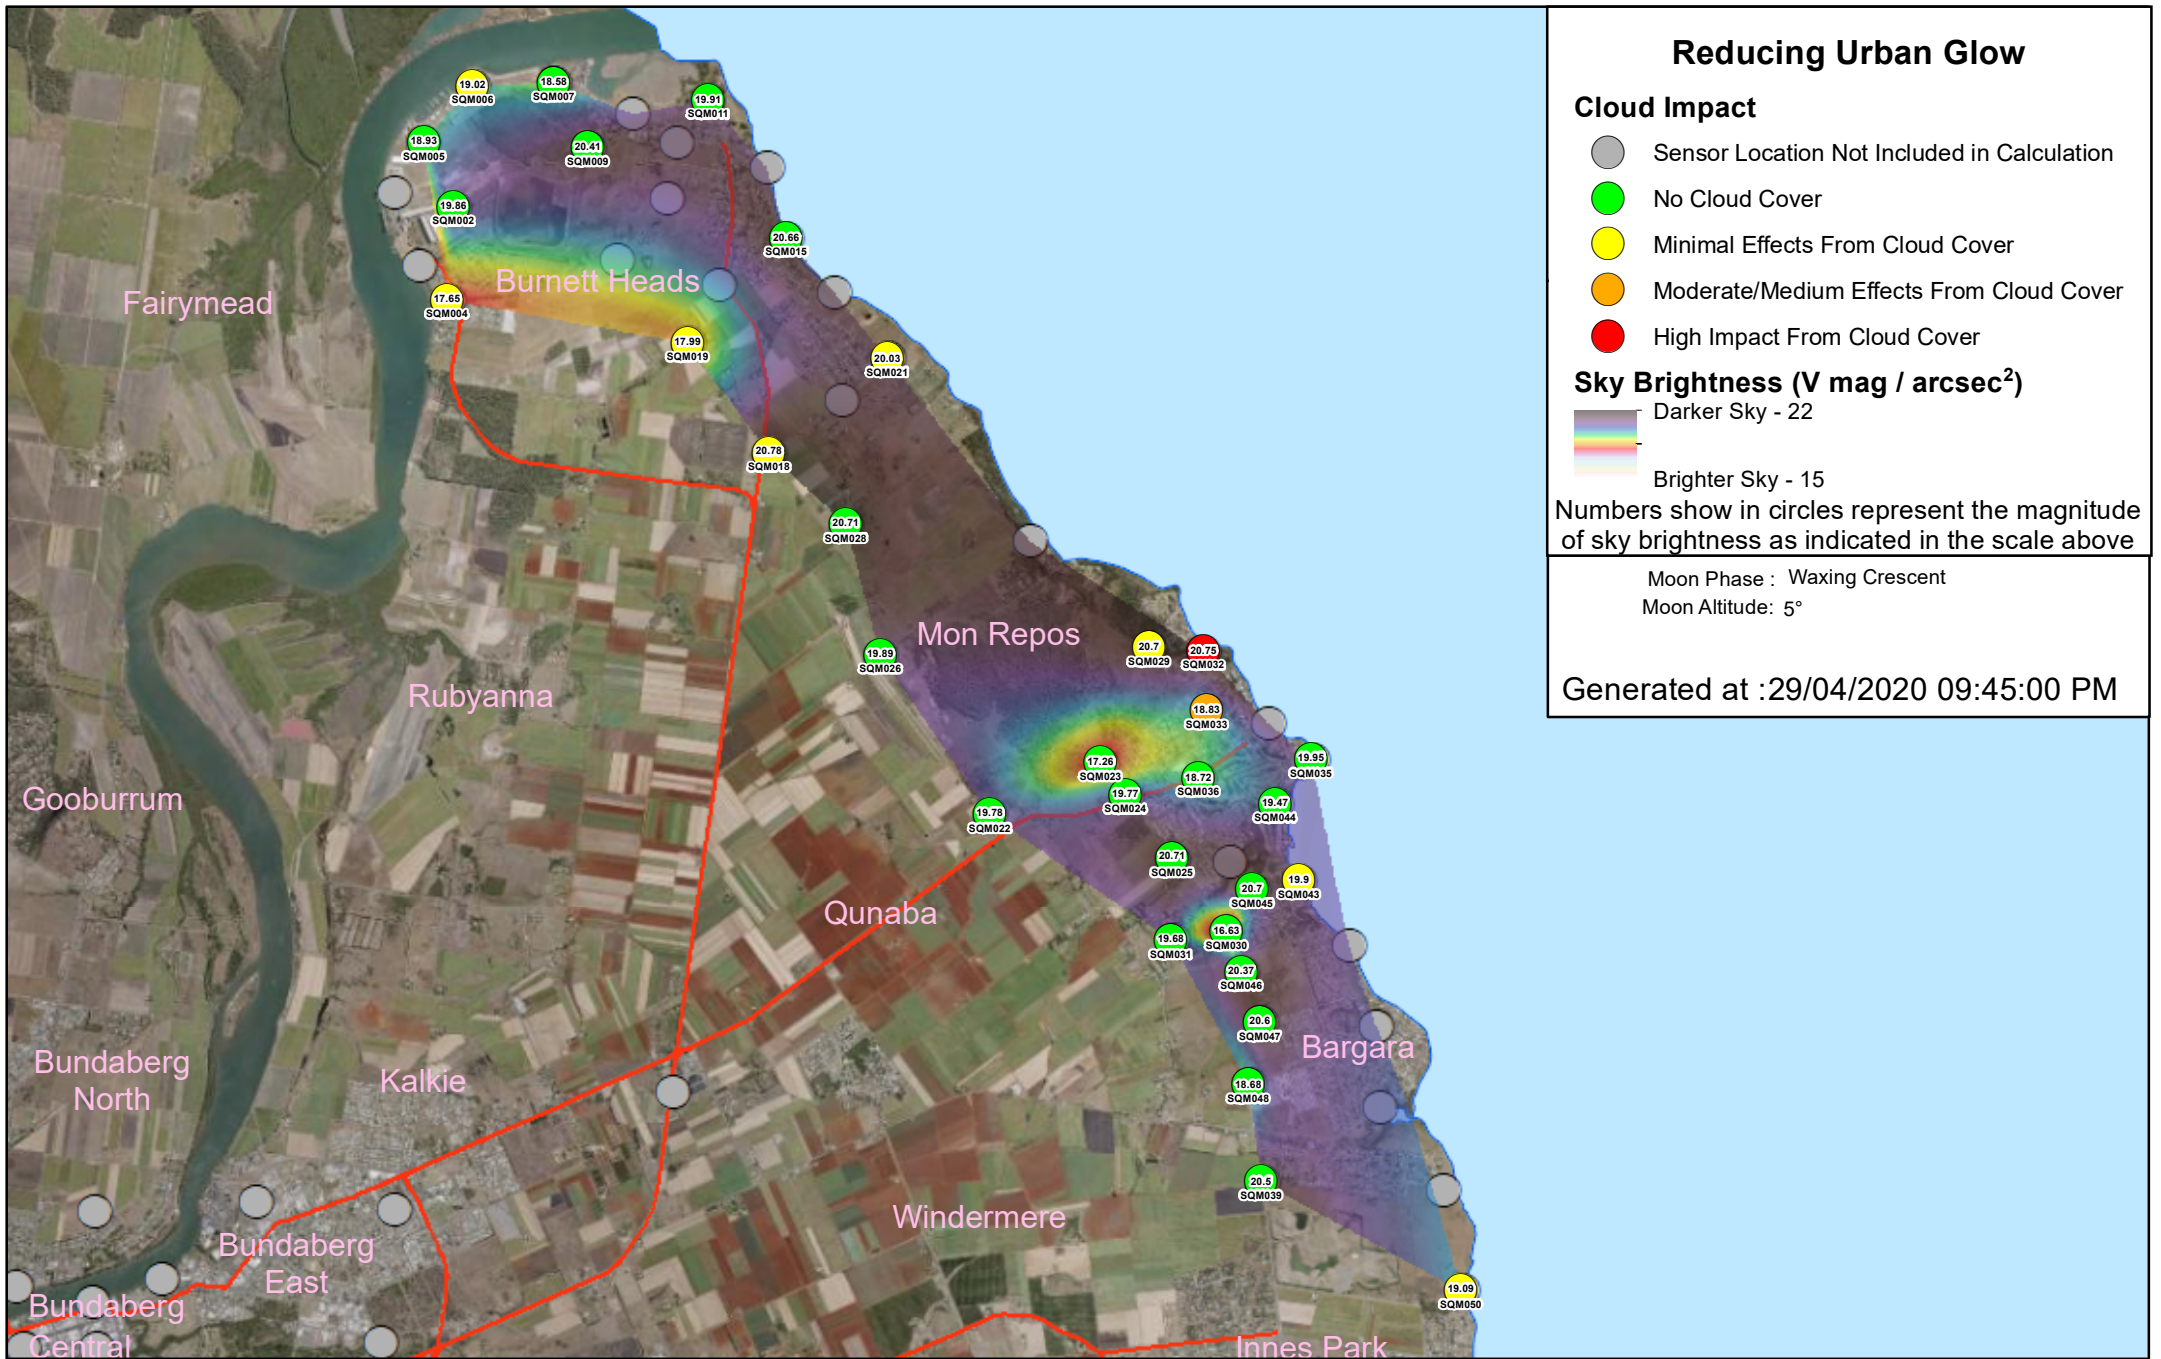 Reducing Urban Glow
Cloud Impact
Sensor Location Not Included in Calculation
No Cloud Cover
Minimal Effects From Cloud Cover
Moderate/Medium Effects From Cloud Cover
High Impact From Cloud Cover
Sky Brightness (V mag / arcsec²)
Darker Sky - 22
Brighter Sky - 15
Numbers show in circles represent the magnitude
of sky brightness as indicated in the scale above
Moon Phase : Waxing Crescent
Moon Altitude: 5°
Generated at :29/04/2020 09:45:00 PM
19.02
SQM006
18.58
SQM007
19.91
SQM011
18.93
SQM005
20.41
SQM009
19.86
SQM002
20.66
SQM015
Burnett Heads
Fairymead
17.65
SQM004
17.99
SQM019
20.03
SQM021
20.78
SQM018
20.71
SQM028
Mon Repos
19.89
SQM026
20.7
SQM029
20.75
SQM032
Rubyanna
18.83
SQM033
17.26
SQM023
18.72
SQM036
19.95
SQM035
Gooburrum
19.77
SQM024
19.47
SQM044
19.78
SQM022
20.71
SQM025
20.7
SQM045
19.9
SQM043
Qunaba
19.68
SQM031
16.63
SQM030
20.37
SQM046
20.6
SQM047
Bargara
Bundaberg
North
Kalkie
18.68
SQM048
20.5
SQM039
Windermere
Bundaberg
East
19.09
SQM050
Bundaberg
Central
Innes Park